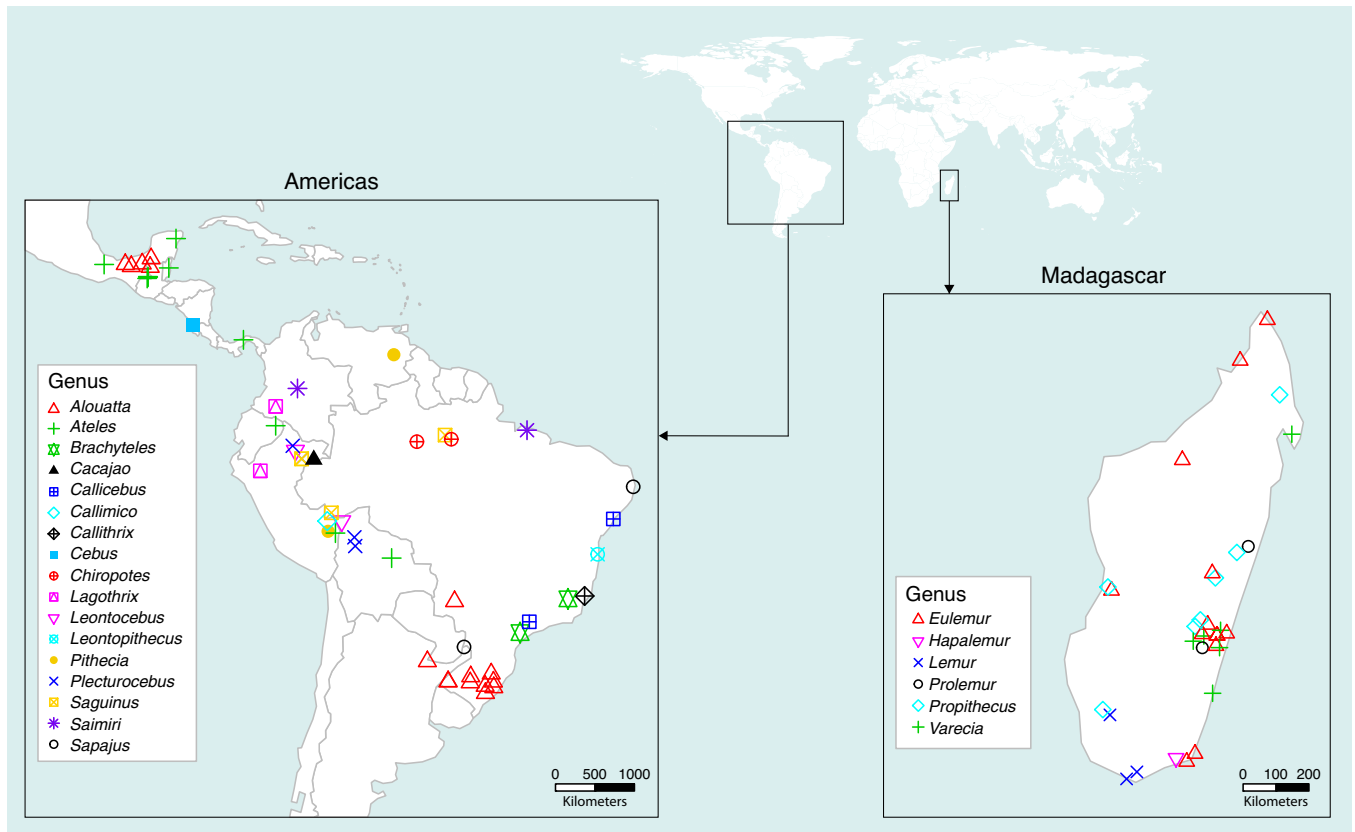 Americas
Genus
Alouatta
Ateles
Brachyteles
Cacajao
Callicebus
Callimico
Callithrix
Cebus
Chiropotes
Lagothrix
Leontocebus
Leontopithecus
Pithecia
Plecturocebus
Saguinus
Saimiri
Sapajus
0 500 1000
Kilometers
Madagascar
Genus
Eulemur
Hapalemur
Lemur
Prolemur
Propithecus
Varecia
0 100 200
Kilometers